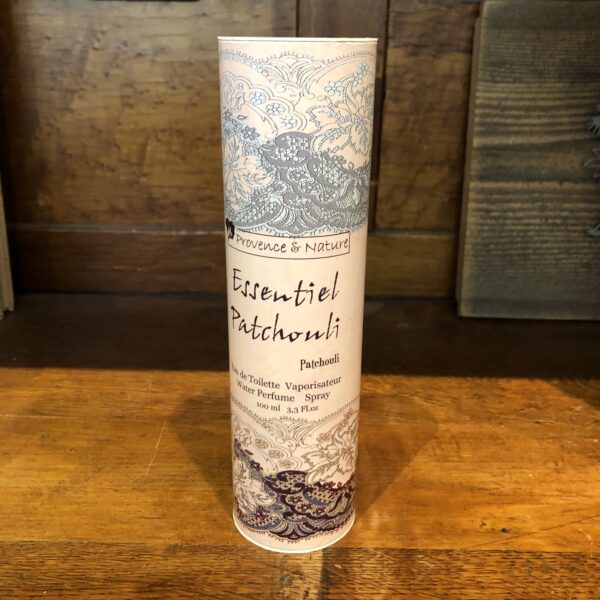 Provence & Nature
Essentiel
Patchouli
Patchouli
Eau de Toilette Vaporisateur
Water Perfume Spray
100 ml 3.3 Fl.oz